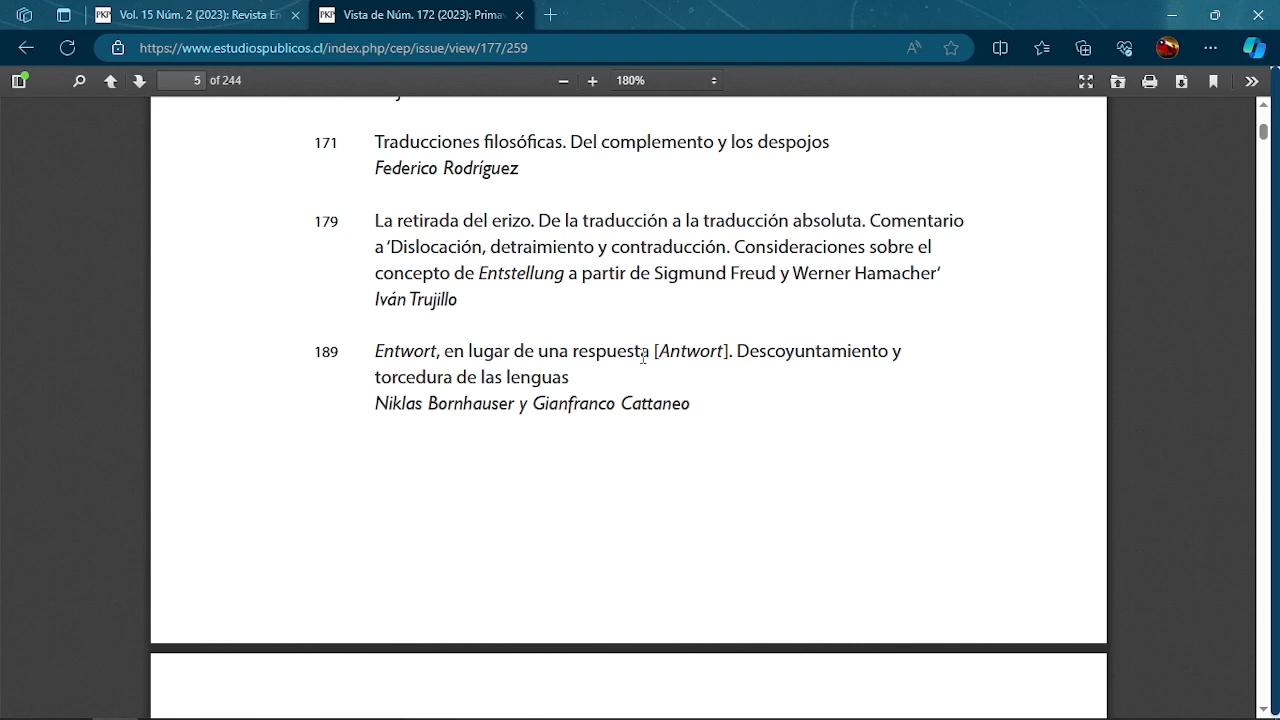 Vol. 15 Núm. 2 (2023): Revista En
Vista de Núm. 172 (2023): Prima
https://www.estudiospublicos.cl/index.php/cep/issue/view/177/259
5 of 244
180%
171 Traducciones filosóficas. Del complemento y los despojos
Federico Rodríguez
179 La retirada del erizo. De la traducción a la traducción absoluta. Comentario
a ‘Dislocación, detraimiento y contraducción. Consideraciones sobre el
concepto de Entstellung a partir de Sigmund Freud y Werner Hamacher’
Iván Trujillo
189 Entwort, en lugar de una respuesta [Antwort]. Descoyuntamiento y
torcedura de las lenguas
Niklas Bornhauser y Gianfranco Cattaneo